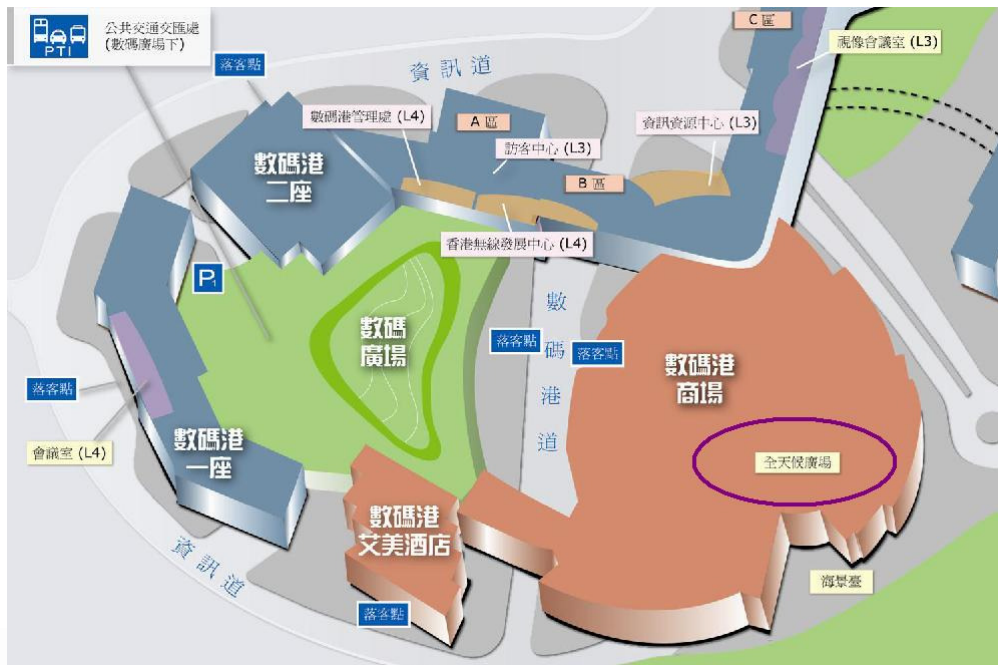 PTI
公共交通交匯處
(數碼廣場下)
落客點
資訊道
C 區
視像會議室 (L3)
數碼港管理處 (L4)
A 區
訪客中心 (L3)
資訊資源中心 (L3)
數碼港
二座
B 區
香港無線發展中心 (L4)
P1
數碼
廣場
數碼港道
落客點
落客點
數碼港
商場
落客點
會議室 (L4)
數碼港
一座
全天候廣場
數碼港
艾美酒店
資訊道
海景臺
落客點